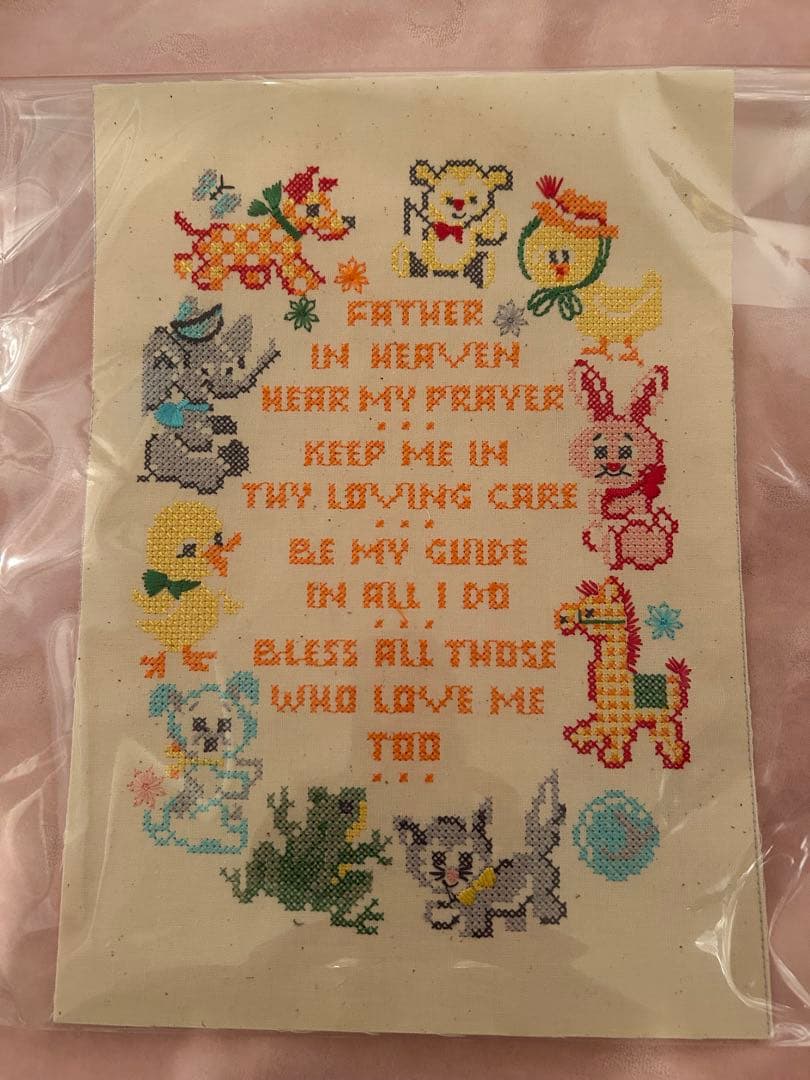 FATHER
IN HEAVEN
HEAR MY PRAYER
...
KEEP ME IN
THY LOVING CARE
...
BE MY GUIDE
IN ALL I DO
...
BLESS ALL THOSE
WHO LOVE ME
TOO
...